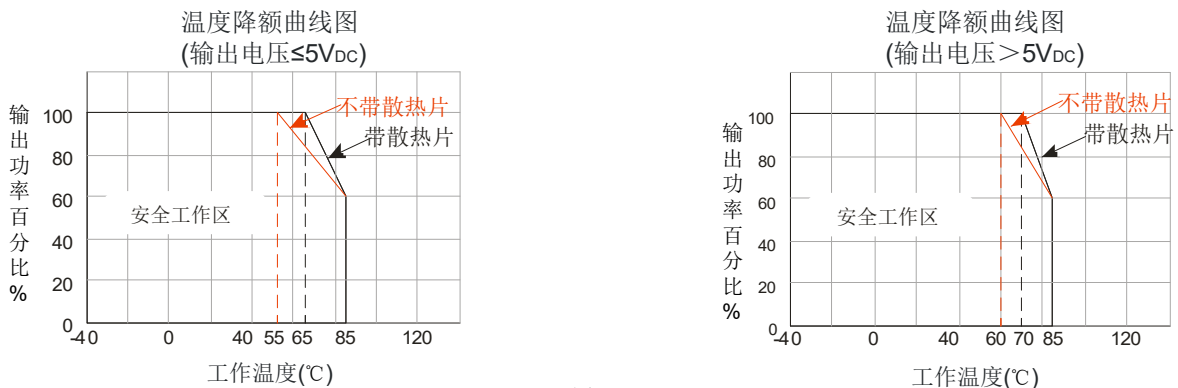 温度降额曲线图
(输出电压≤5VDC)
输出功率百分比%
100
80
60
40
20
0
不带散热片
带散热片
安全工作区
-40 0 40 55 65 85 120
工作温度(℃)
温度降额曲线图
(输出电压＞5VDC)
输出功率百分比%
100
80
60
40
20
0
不带散热片
带散热片
安全工作区
-40 0 40 60 70 85 120
工作温度(℃)